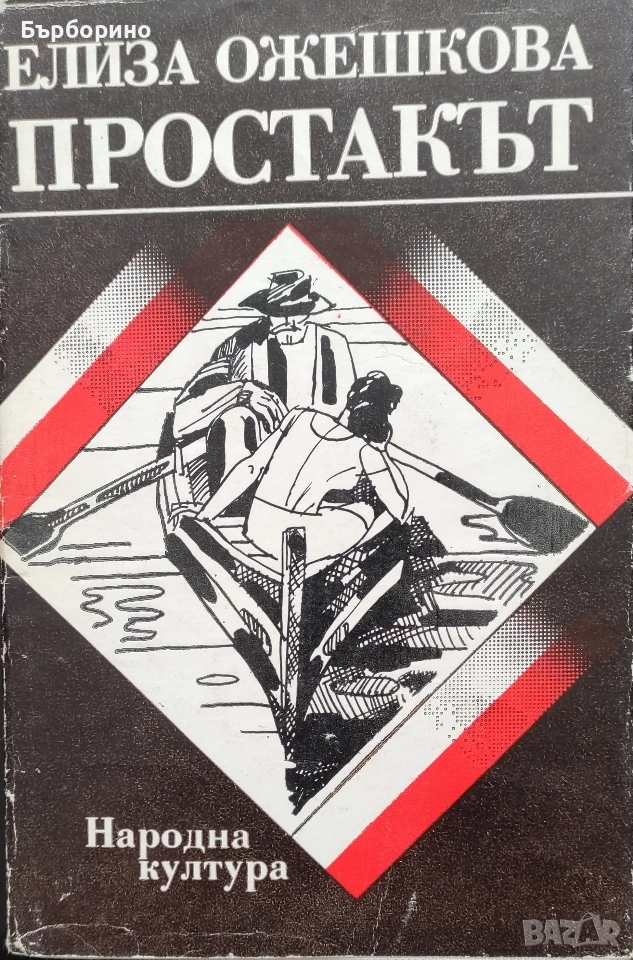 Бърборино
ЕЛИЗА ОЖЕШКОВА
ПРОСТАКЪТ
Народна
култура
BAZAR